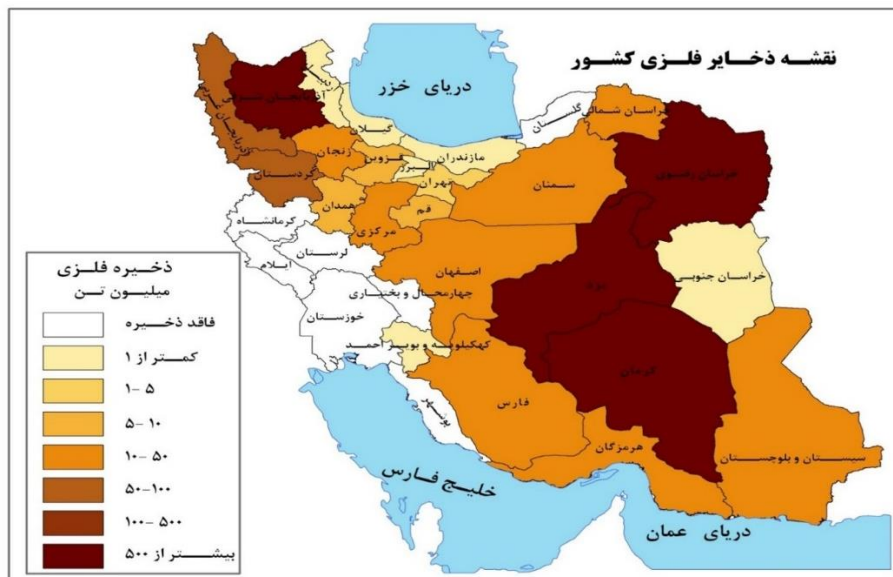 نقشه ذخایر فلزی کشور
دریای خزر
آذربایجان شرقی
آذربایجان غربی
گیلان
مازندران
گلستان
خراسان شمالی
خراسان رضوی
کردستان
زنجان
قزوین
البرز
تهران
سمنان
همدان
قم
مرکزی
کرمانشاه
لرستان
ایلام
اصفهان
یزد
خراسان جنوبی
چهارمحال و بختیاری
خوزستان
کهکیلویه و بویر احمد
کرمان
فارس
بوشهر
هرمزگان
سیستان و بلوچستان
خلیج فارس
دریای عمان
ذخیره فلزی
میلیون تن
فاقد ذخیره
کمتر از ۱
۱-۵
۵-۱۰
۱۰-۵۰
۵۰-۱۰۰
۱۰۰-۵۰۰
بیشتر از ۵۰۰